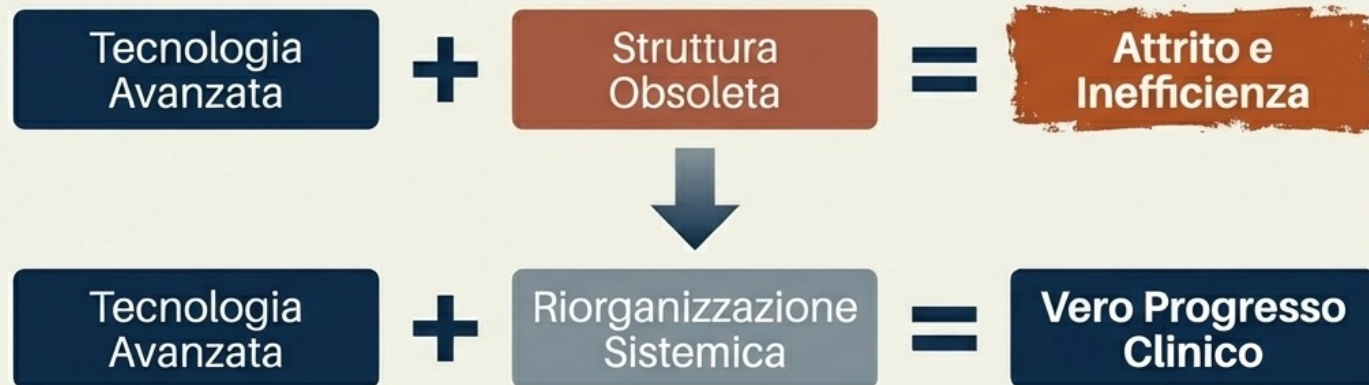 Tecnologia
Avanzata
+
Struttura
Obsoleta
=
Attrito e
Inefficienza
Tecnologia
Avanzata
+
Riorganizzazione
Sistemica
=
Vero Progresso
Clinico